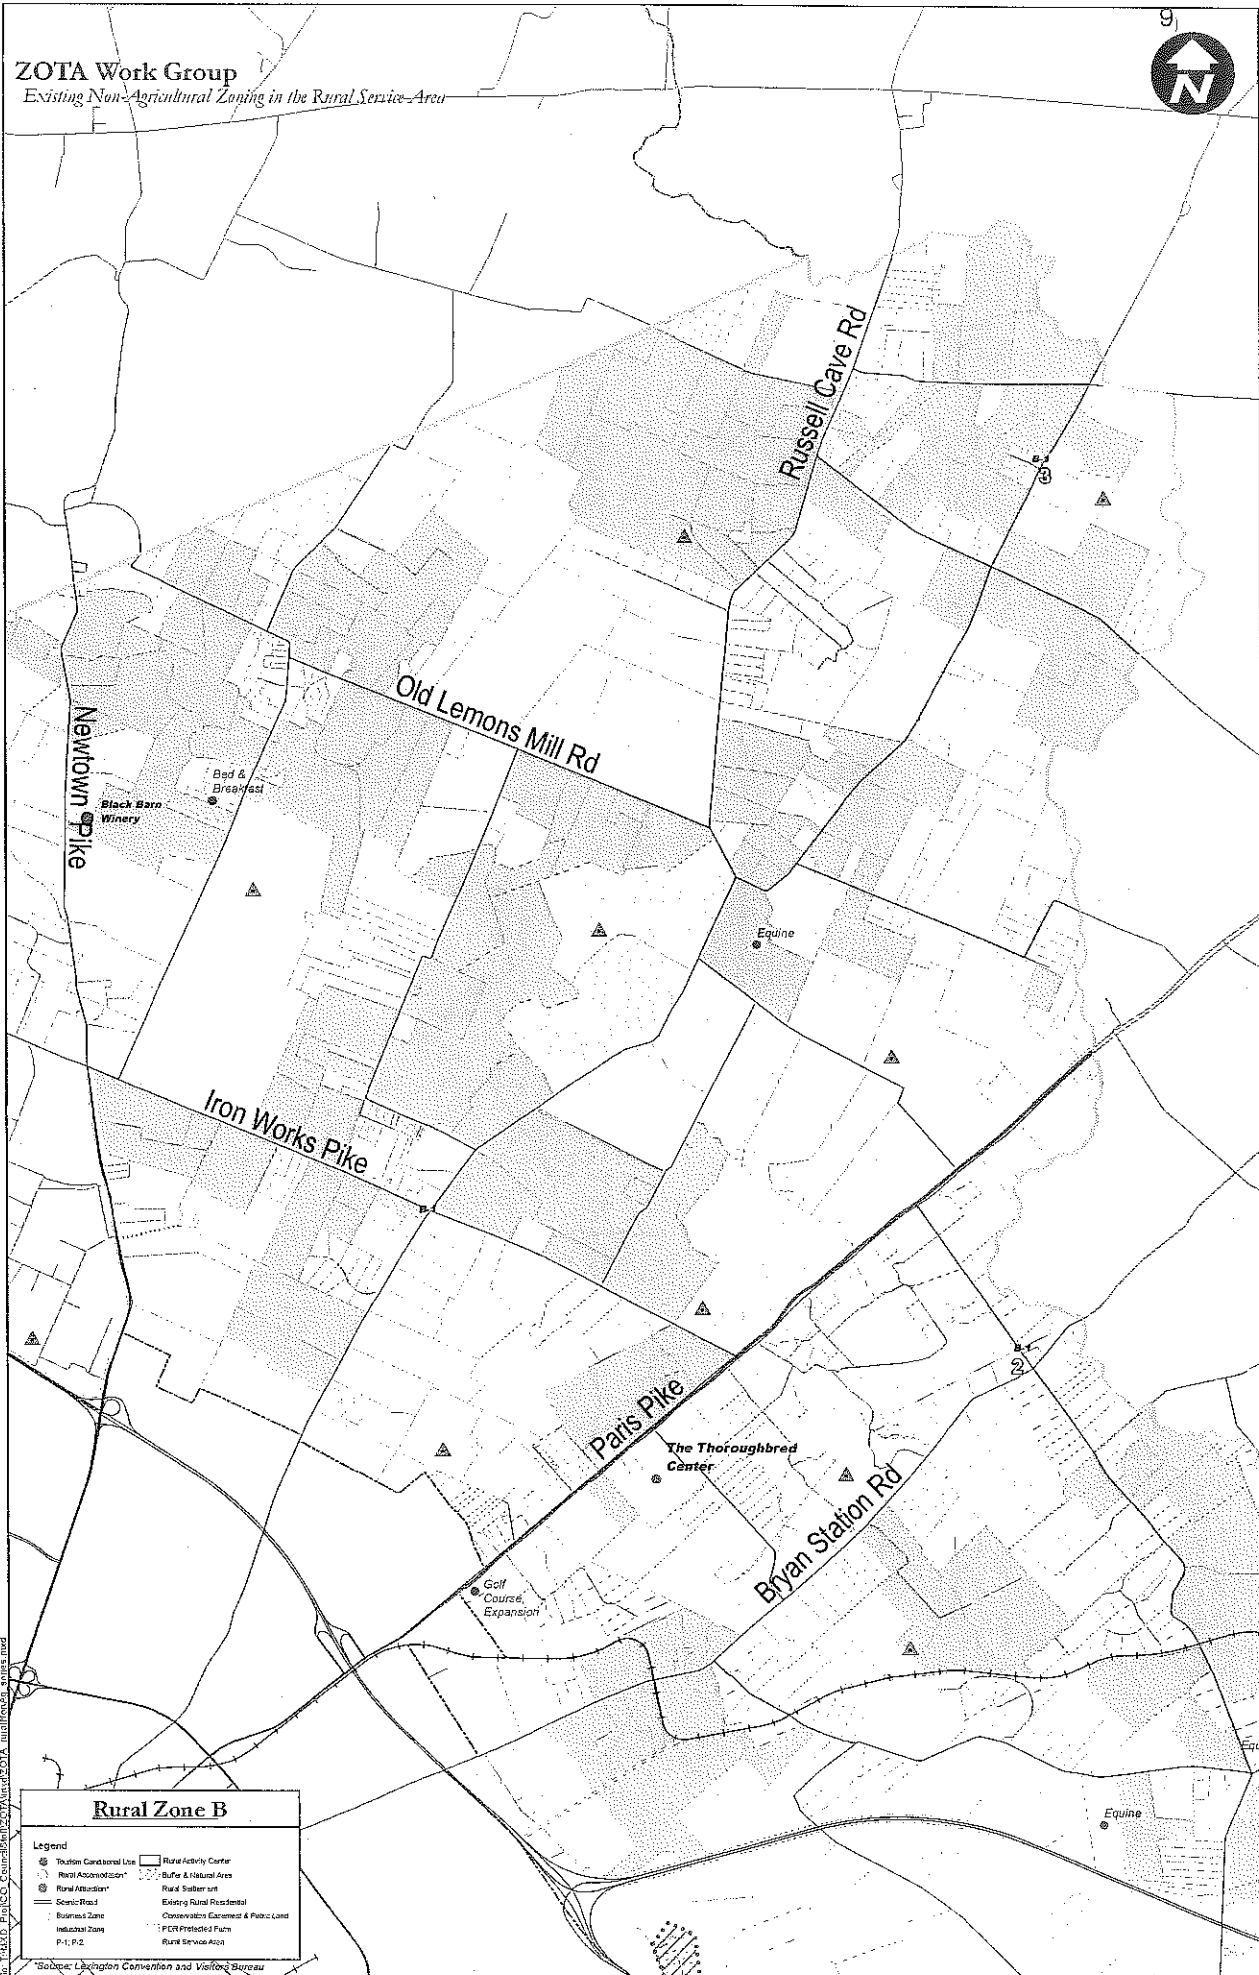 9
ZOTA Work Group
Existing Non-Agricultural Zoning in the Rural Service Area
N
Russell Cave Rd
B-1
3
Old Lemons Mill Rd
Newtown Pike
Bed &
Breakfast
Black Barn
Winery
Equine
Iron Works Pike
B-1
B-1
2
Paris Pike
The Thoroughbred
Center
Bryan Station Rd
Golf
Course,
Expansion
Equine
Rural Zone B
Legend
Tourism Conditional Use
Rural Accomodation*
Rural Attraction*
Scenic Road
Business Zone
Industrial Zone
P-1; P-2
Rural Activity Center
Buffer & Natural Area
Rural Settlement
Existing Rural Residential
Conservation Easement & Public Land
PDR Protected Farm
Rural Service Area
*Source: Lexington Convention and Visitors Bureau